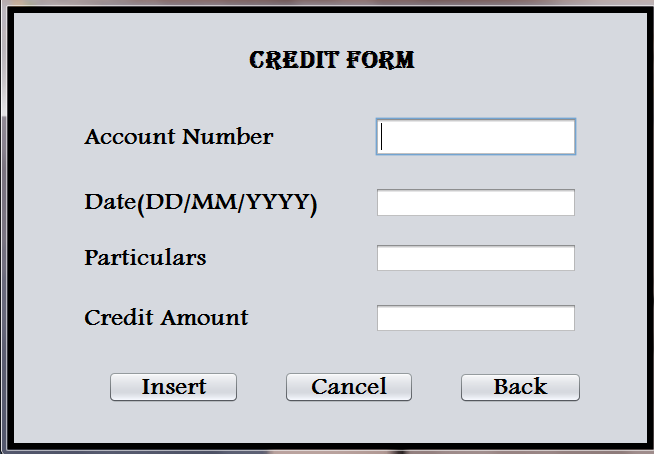 CREDIT FORM
Account Number
Date(DD/MM/YYYY)
Particulars
Credit Amount
Insert Cancel Back